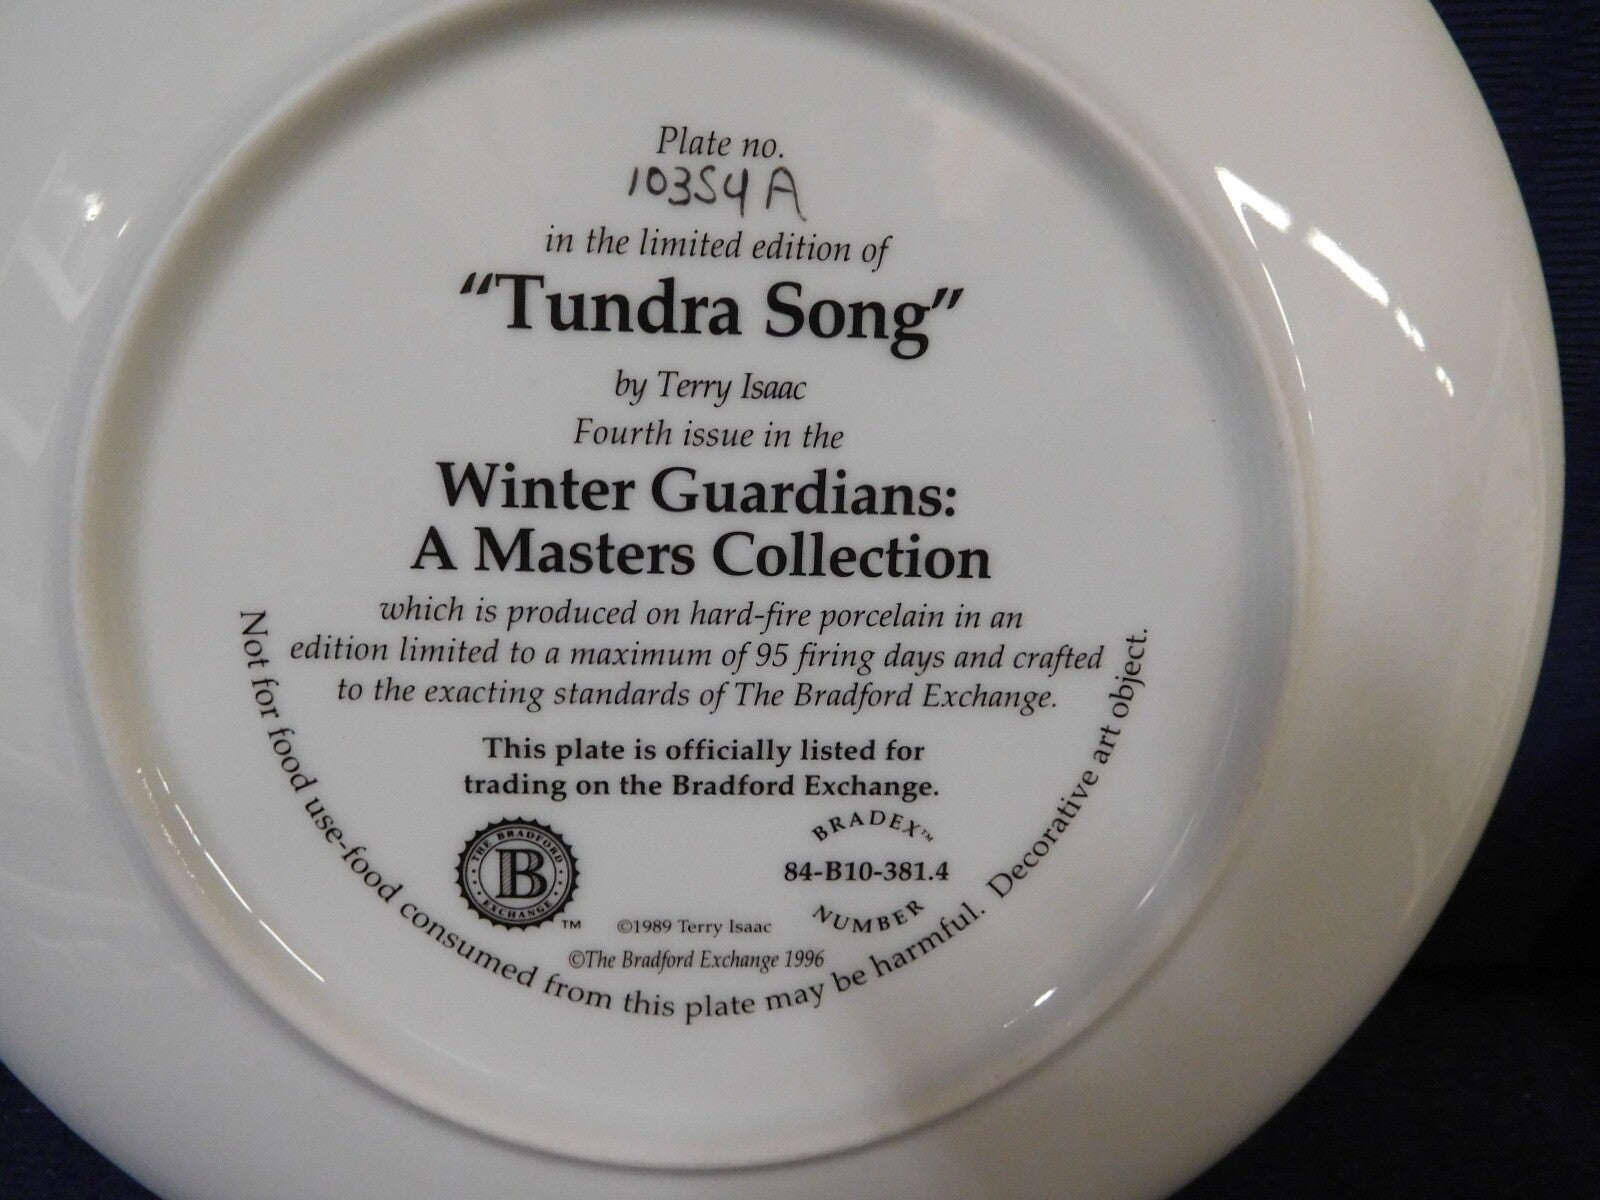 Plate no.
10354A
in the limited edition of
"Tundra Song"
by Terry Isaac
Fourth issue in the
Winter Guardians:
A Masters Collection
which is produced on hard-fire porcelain in an
edition limited to a maximum of 95 firing days and crafted
to the exacting standards of The Bradford Exchange.
This plate is officially listed for
trading on the Bradford Exchange.
THE BRADFORD
B
EXCHANGE
TM
BRADEX™
84-B10-381.4
NUMBER
©1989 Terry Isaac
©The Bradford Exchange 1996
Not for food use-food consumed from this plate may be harmful. Decorative art object.